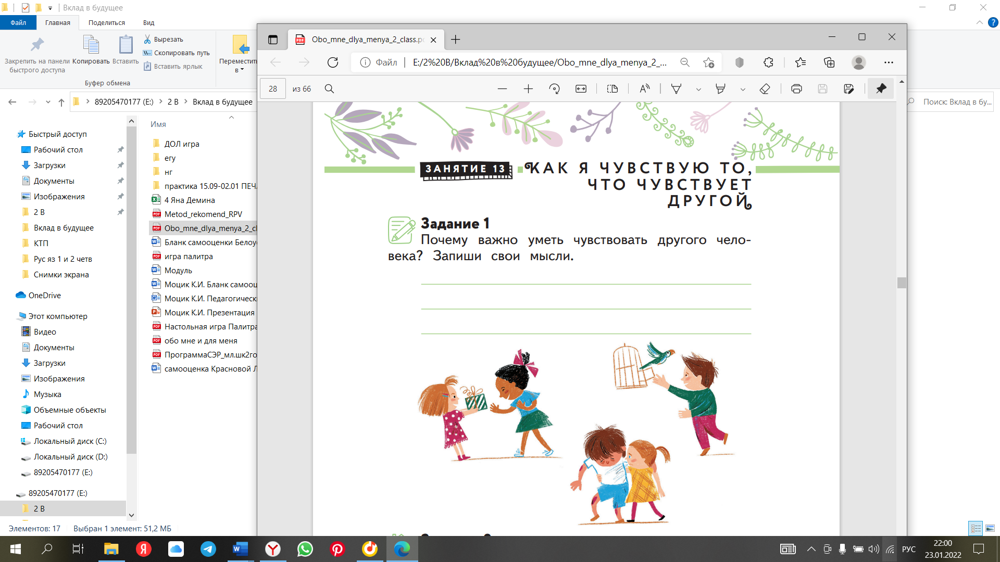 Вклад в будущее
Файл
Главная
Поделиться
Вид
Закрепить на панели
быстрого доступа
Копировать
Вставить
Вырезать
Скопировать путь
Вставить ярлык
Переместить
в
Буфер обмена
89205470177 (E:)
2 В
Вклад в будущее
Поиск: Вклад в бу...
Быстрый доступ
Рабочий стол
Загрузки
Документы
Изображения
2 В
Вклад в будущее
КТП
Рус яз 1 и 2 четв
Снимки экрана
OneDrive
Этот компьютер
Видео
Документы
Загрузки
Изображения
Музыка
Объемные объекты
Рабочий стол
Локальный диск (C:)
Локальный диск (D:)
89205470177 (E:)
89205470177 (E:)
2 В
Имя
ДОЛ игра
егу
нг
практика 15.09-02.01 ПЕЧ
4 Яна Демина
Metod_rekomend_RPV
Obo_mne_dlya_menya_2_cl
Бланк самооценки Белоу
игра палитра
Модуль
Моцик К.И. Бланк самооц
Моцик К.И. Педагогическ
Моцик К.И. Презентация
Настольная игра Палитра
обо мне и для меня
ПрограммаСЭР_мл.шк2го
самооценка Красновой Л
Элементов: 17
Выбран 1 элемент: 51,2 МБ
Obo_mne_dlya_menya_2_class.pd
Файл
E:/2%20В/Вклад%20в%20будущее/Obo_mne_dlya_menya_2_...
28
из 66
ЗАНЯТИЕ 13
КАК Я ЧУВСТВУЮ ТО,
ЧТО ЧУВСТВУЕТ
ДРУГОЙ
Задание 1
Почему важно уметь чувствовать другого чело-
века? Запиши свои мысли.
РУС
22:00
23.01.2022